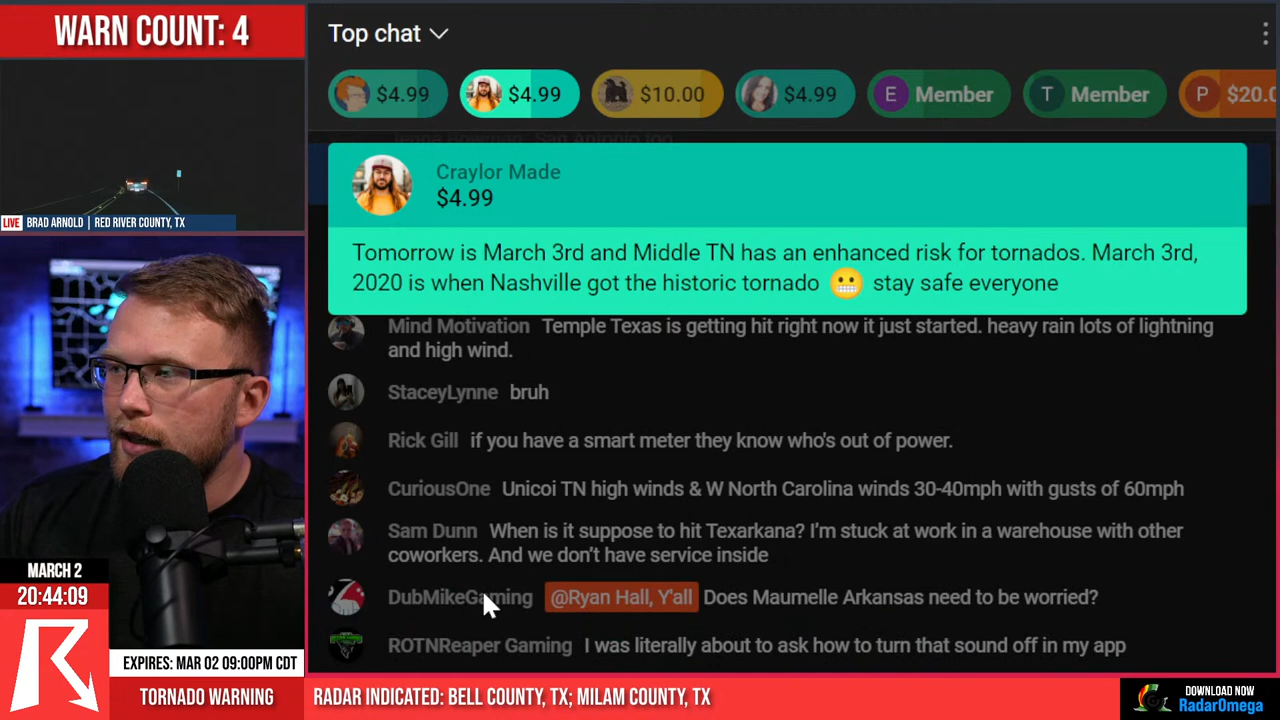 WARN COUNT: 4
LIVE BRAD ARNOLD | RED RIVER COUNTY, TX
Top chat
$4.99
$4.99
$10.00
$4.99
E Member
T Member
P $20.0
Jenna Bowman San Antonio too
Craylor Made
$4.99
Tomorrow is March 3rd and Middle TN has an enhanced risk for tornados. March 3rd,
2020 is when Nashville got the historic tornado 😬 stay safe everyone
Mind Motivation Temple Texas is getting hit right now it just started. heavy rain lots of lightning
and high wind.
StaceyLynne bruh
Rick Gill if you have a smart meter they know who's out of power.
CuriousOne Unicoi TN high winds & W North Carolina winds 30-40mph with gusts of 60mph
Sam Dunn When is it suppose to hit Texarkana? I'm stuck at work in a warehouse with other
coworkers. And we don't have service inside
DubMikeGaming @Ryan Hall, Y'all Does Maumelle Arkansas need to be worried?
ROTNReaper Gaming I was literally about to ask how to turn that sound off in my app
MARCH 2
20:44:09
EXPIRES: MAR 02 09:00PM CDT
TORNADO WARNING
RADAR INDICATED: BELL COUNTY, TX; MILAM COUNTY, TX
DOWNLOAD NOW
RadarOmega